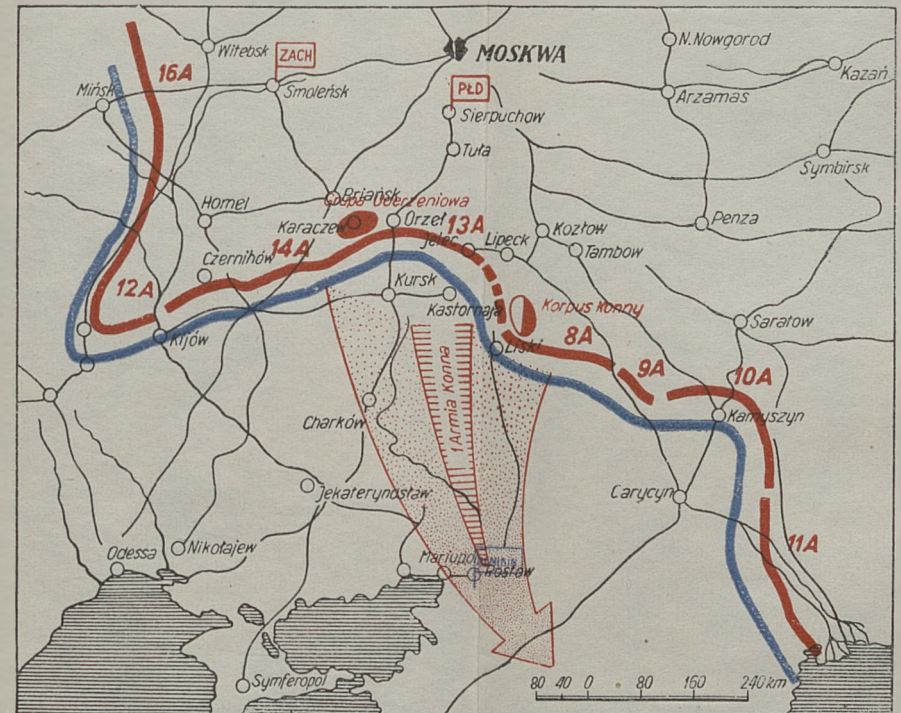 Witebsk
ZACH
MOSKWA
N.Nowgorod
Kazań
16A
Mińsk
Smoleńsk
PŁD
Sierpuchow
Arzamas
Tuła
Symbirsk
Homel
Briańsk
Grupa Uderzeniowa
Karaczew
Orzeł
13A
Jelec
Lipeck
Kozłow
Penza
Tambow
14A
Czernihów
12A
Kursk
Kastornaja
Korpus Konny
Saratow
Kijów
Liski
8A
9A
10A
Kamyszyn
1 Armia Konna
Charków
Jekaterynosław
Carycyn
11A
Odessa
Nikołajew
Mariupol
Rostaw
Symferopol
80 40 0 80 160 240 km